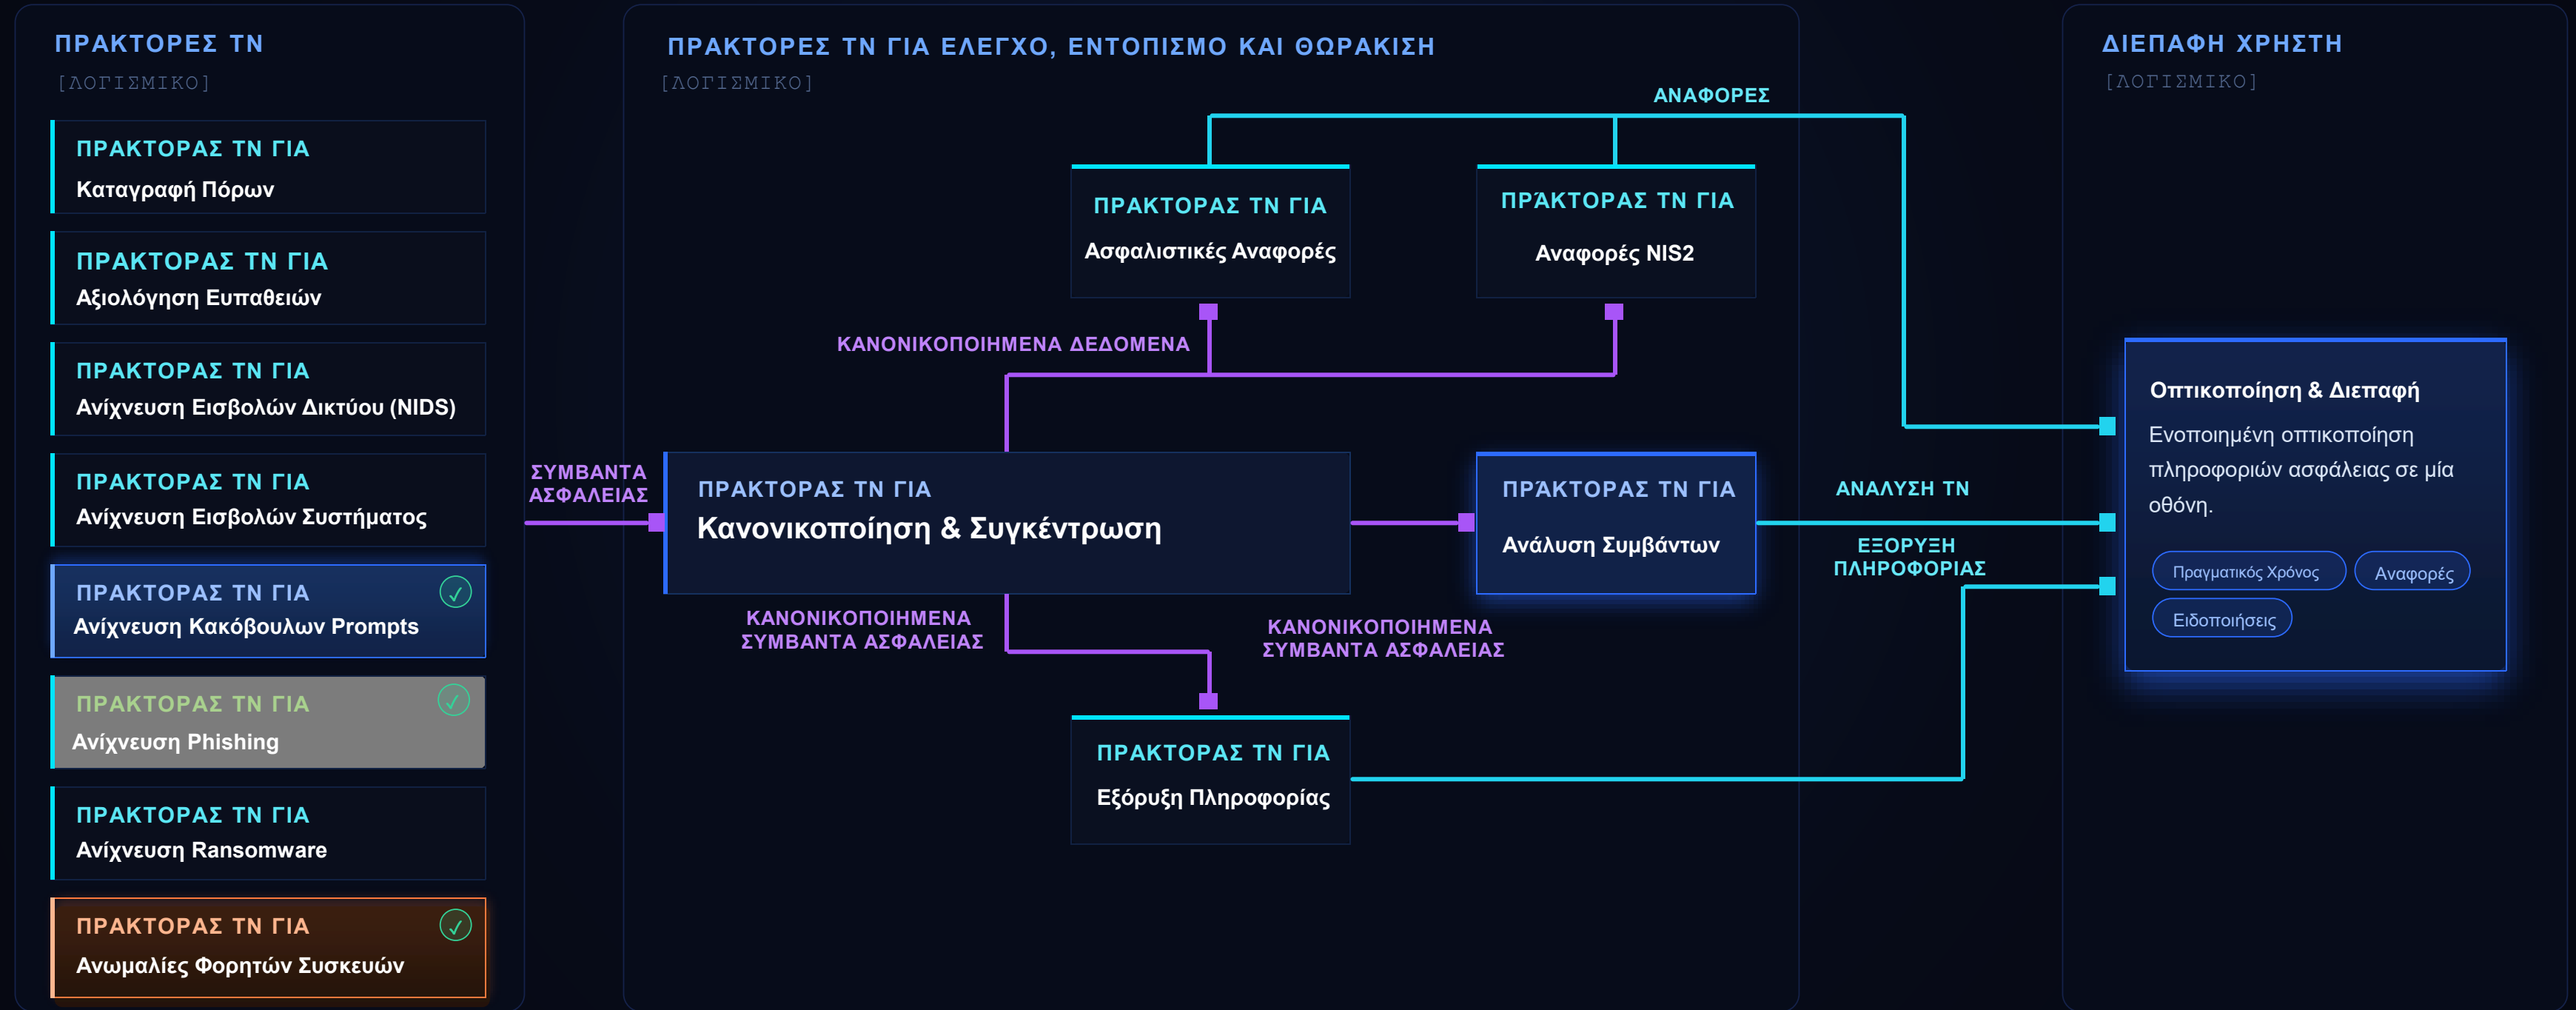 ΠΡΑΚΤΟΡΕΣ ΤΝ
[ΛΟΓΙΣΜΙΚΟ]
ΠΡΑΚΤΟΡΑΣ ΤΝ ΓΙΑ
Καταγραφή Πόρων
ΠΡΑΚΤΟΡΑΣ ΤΝ ΓΙΑ
Αξιολόγηση Ευπαθειών
ΠΡΑΚΤΟΡΑΣ ΤΝ ΓΙΑ
Ανίχνευση Εισβολών Δικτύου (NIDS)
ΠΡΑΚΤΟΡΑΣ ΤΝ ΓΙΑ
Ανίχνευση Εισβολών Συστήματος
ΠΡΑΚΤΟΡΑΣ ΤΝ ΓΙΑ
Ανίχνευση Κακόβουλων Prompts
ΠΡΑΚΤΟΡΑΣ ΤΝ ΓΙΑ
Ανίχνευση Phishing
ΠΡΑΚΤΟΡΑΣ ΤΝ ΓΙΑ
Ανίχνευση Ransomware
ΠΡΑΚΤΟΡΑΣ ΤΝ ΓΙΑ
Ανωμαλίες Φορητών Συσκευών
ΣΥΜΒΑΝΤΑ
ΑΣΦΑΛΕΙΑΣ
ΠΡΑΚΤΟΡΕΣ ΤΝ ΓΙΑ ΕΛΕΓΧΟ, ΕΝΤΟΠΙΣΜΟ ΚΑΙ ΘΩΡΑΚΙΣΗ
[ΛΟΓΙΣΜΙΚΟ]
ΑΝΑΦΟΡΕΣ
ΠΡΑΚΤΟΡΑΣ ΤΝ ΓΙΑ
Ασφαλιστικές Αναφορές
ΠΡΆΚΤΟΡΑΣ ΤΝ ΓΙΑ
Αναφορές NIS2
ΚΑΝΟΝΙΚΟΠΟΙΗΜΕΝΑ ΔΕΔΟΜΕΝΑ
ΠΡΑΚΤΟΡΑΣ ΤΝ ΓΙΑ
Κανονικοποίηση & Συγκέντρωση
ΠΡΆΚΤΟΡΑΣ ΤΝ ΓΙΑ
Ανάλυση Συμβάντων
ΑΝΑΛΥΣΗ ΤΝ
ΕΞΟΡΥΞΗ
ΠΛΗΡΟΦΟΡΙΑΣ
ΚΑΝΟΝΙΚΟΠΟΙΗΜΕΝΑ
ΣΥΜΒΑΝΤΑ ΑΣΦΑΛΕΙΑΣ
ΚΑΝΟΝΙΚΟΠΟΙΗΜΕΝΑ
ΣΥΜΒΑΝΤΑ ΑΣΦΑΛΕΙΑΣ
ΠΡΑΚΤΟΡΑΣ ΤΝ ΓΙΑ
Εξόρυξη Πληροφορίας
ΔΙΕΠΑΦΗ ΧΡΗΣΤΗ
[ΛΟΓΙΣΜΙΚΟ]
Οπτικοποίηση & Διεπαφή
Ενοποιημένη οπτικοποίηση
πληροφοριών ασφάλειας σε μία
οθόνη.
Πραγματικός Χρόνος
Αναφορές
Ειδοποιήσεις